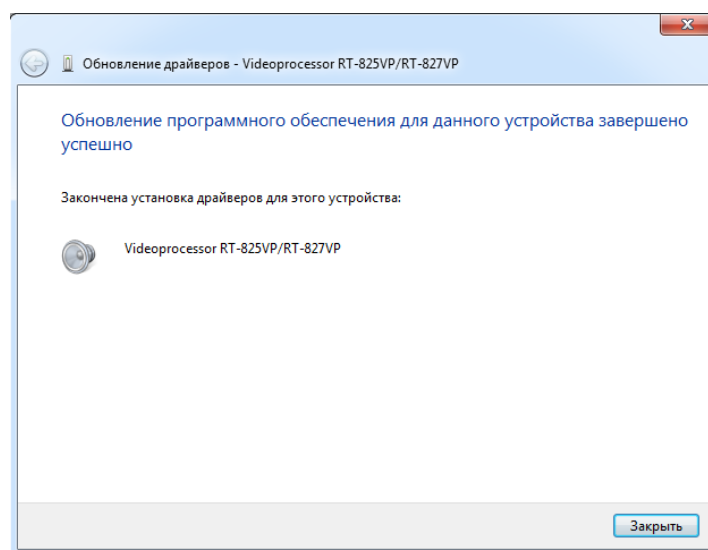 Обновление драйверов - Videoprocessor RT-825VP/RT-827VP
Обновление программного обеспечения для данного устройства завершено
успешно
Закончена установка драйверов для этого устройства:
Videoprocessor RT-825VP/RT-827VP
Закрыть